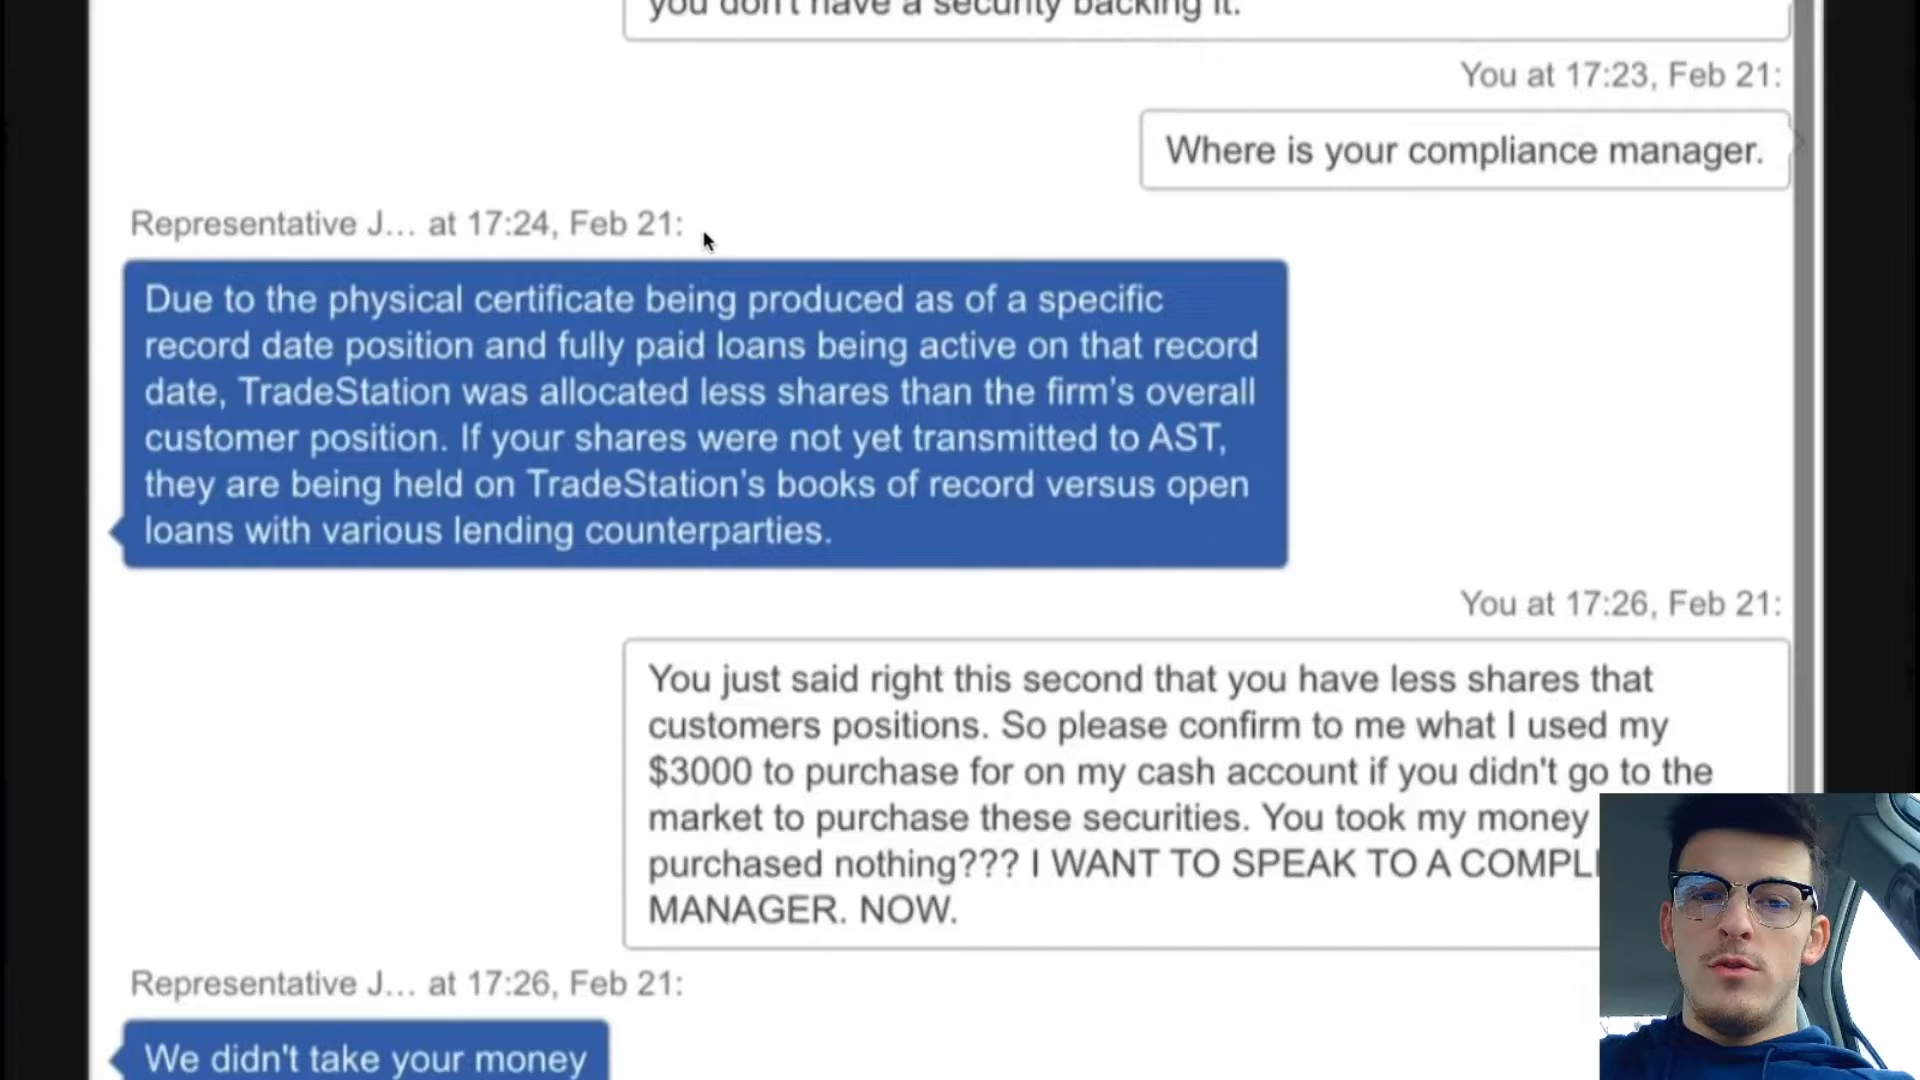 you don't have a security backing it.
You at 17:23, Feb 21:
Where is your compliance manager.
Representative J... at 17:24, Feb 21:
Due to the physical certificate being produced as of a specific
record date position and fully paid loans being active on that record
date, TradeStation was allocated less shares than the firm's overall
customer position. If your shares were not yet transmitted to AST,
they are being held on TradeStation's books of record versus open
loans with various lending counterparties.
You at 17:26, Feb 21:
You just said right this second that you have less shares that
customers positions. So please confirm to me what I used my
$3000 to purchase for on my cash account if you didn't go to the
market to purchase these securities. You took my money
purchased nothing??? I WANT TO SPEAK TO A
MANAGER. NOW.
Representative J... at 17:26, Feb 21:
We didn't take your money